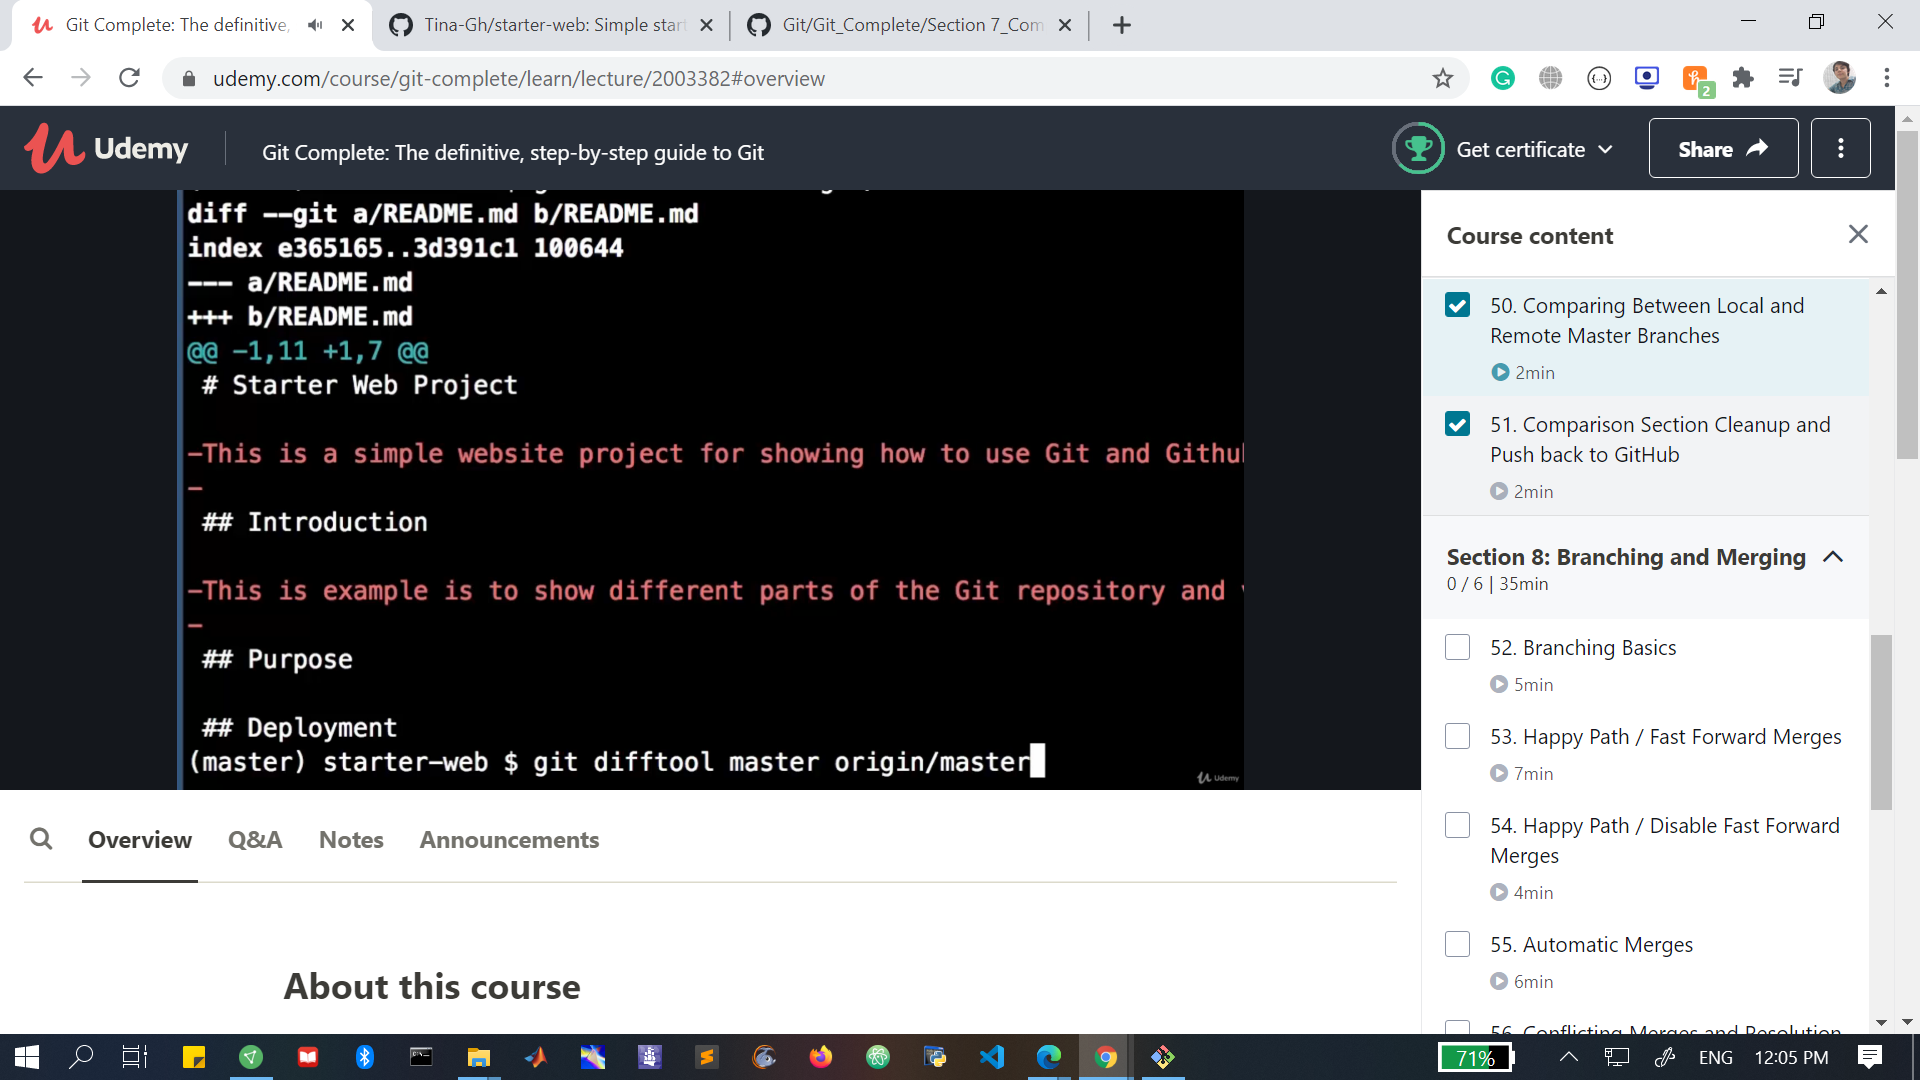 Git Complete: The definitive,
Tina-Gh/starter-web: Simple star
Git/Git_Complete/Section 7_Com
udemy.com/course/git-complete/learn/lecture/2003382#overview
2
Udemy
Git Complete: The definitive, step-by-step guide to Git
Get certificate
Share
diff --git a/README.md b/README.md
index e365165..3d391c1 100644
--- a/README.md
+++ b/README.md
@@ -1,11 +1,7 @@
# Starter Web Project
-This is a simple website project for showing how to use Git and Githu
-
## Introduction
-This is example is to show different parts of the Git repository and
-
## Purpose
## Deployment
(master) starter-web $ git difftool master origin/master
Udemy
Course content
50. Comparing Between Local and
Remote Master Branches
2min
51. Comparison Section Cleanup and
Push back to GitHub
2min
Section 8: Branching and Merging
0 / 6 | 35min
52. Branching Basics
5min
53. Happy Path / Fast Forward Merges
7min
54. Happy Path / Disable Fast Forward
Merges
4min
55. Automatic Merges
6min
56. Conflicting Merges and Resolution
Overview
Q&A
Notes
Announcements
About this course
71%
ENG
12:05 PM